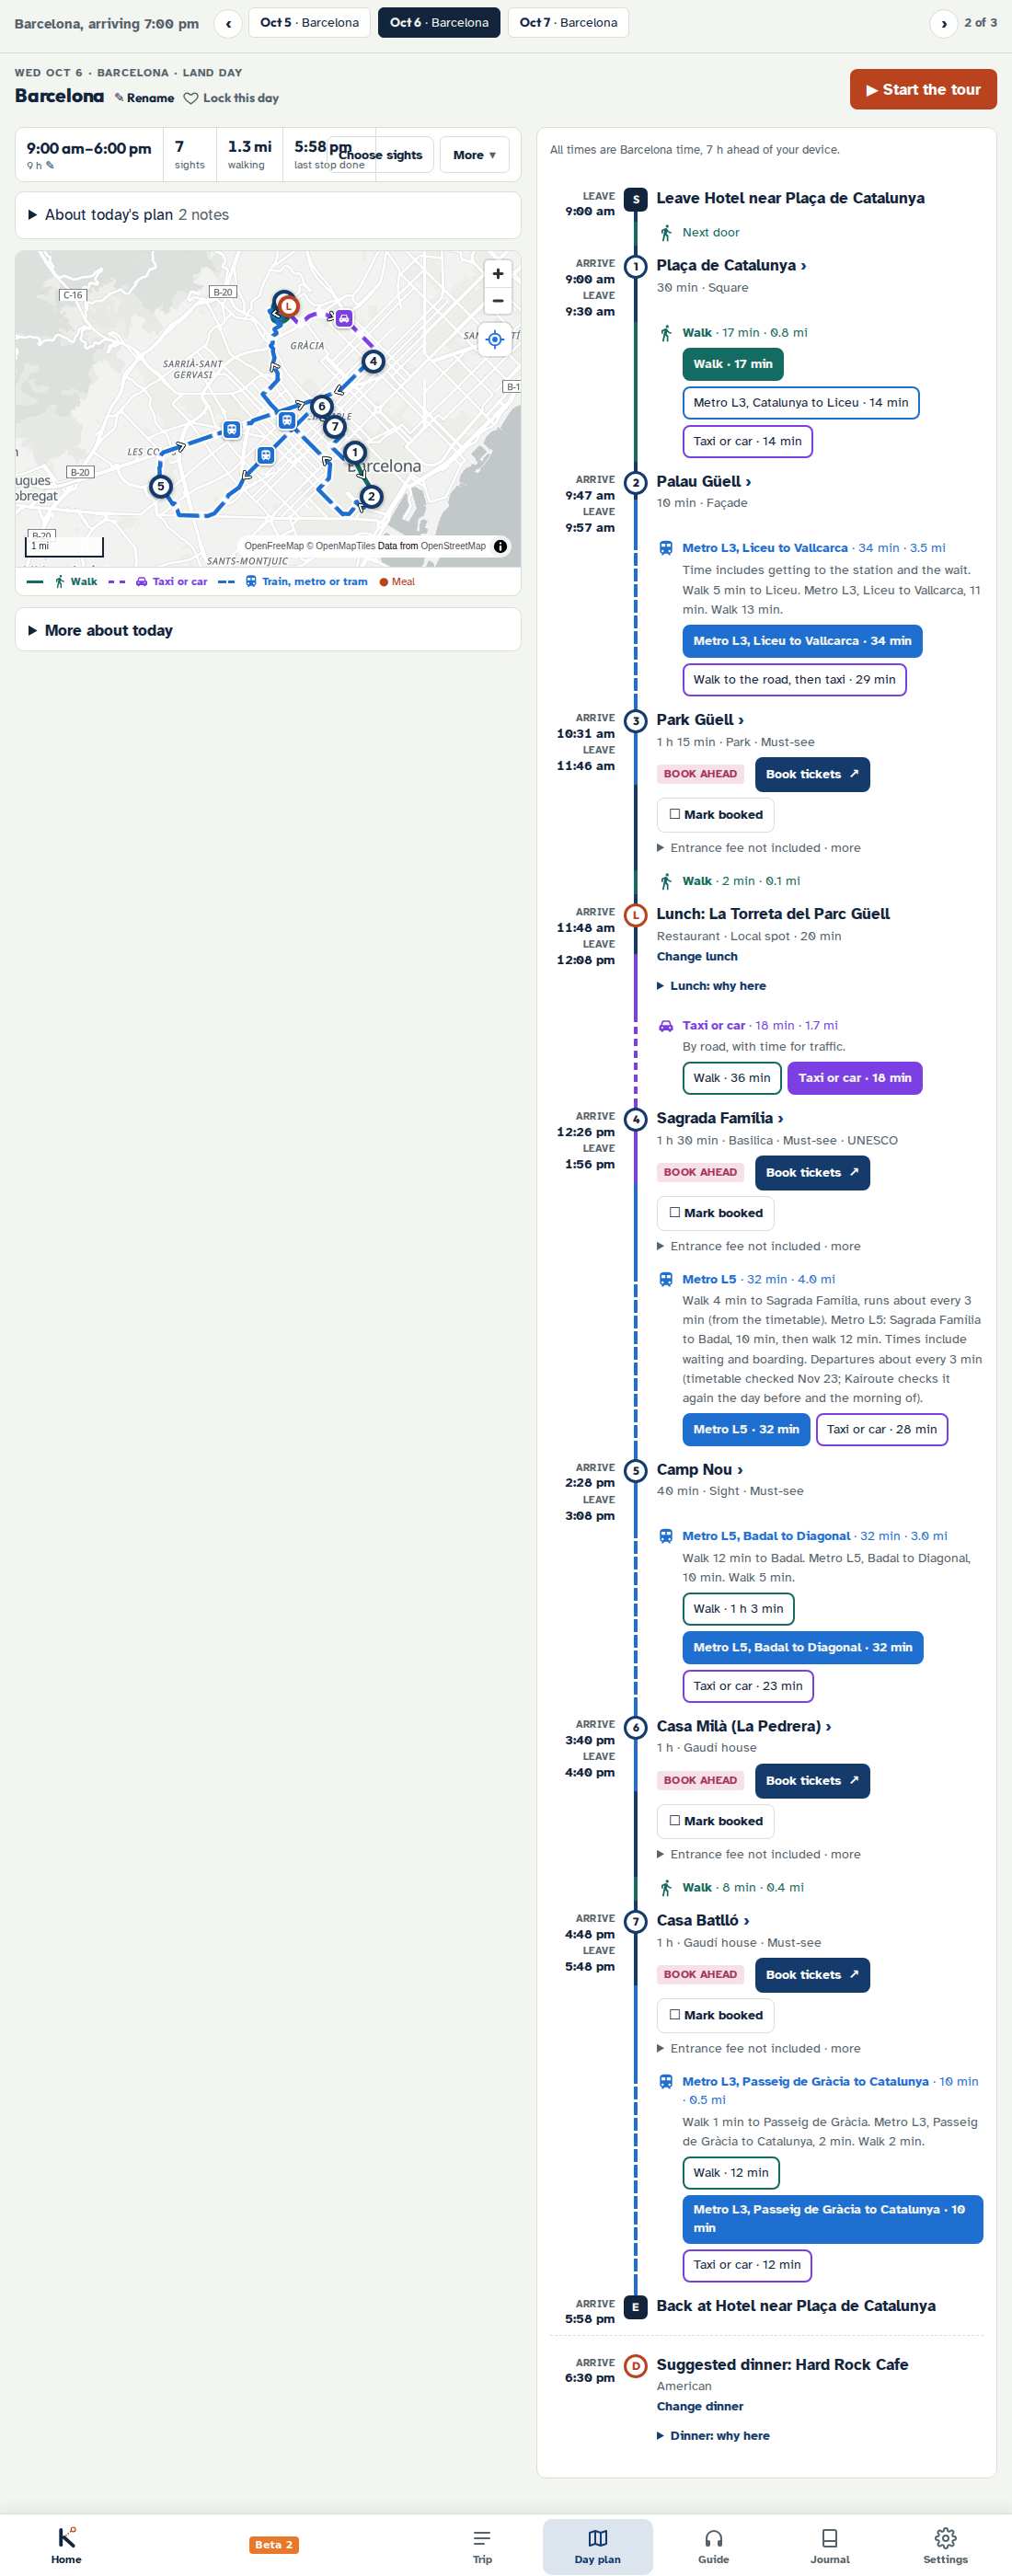 Barcelona, arriving 7:00 pm
‹
Oct 5 · Barcelona
Oct 6 · Barcelona
Oct 7 · Barcelona
›
2 of 3
WED OCT 6 · BARCELONA · LAND DAY
Barcelona
✎ Rename
Lock this day
▶ Start the tour
9:00 am–6:00 pm
9 h ✎
7
sights
1.3 mi
walking
5:58 pm
last stop done
Choose sights
More ▾
▶ About today's plan 2 notes
C-16
B-20
B-20
B-20
GRÀCIA
SARRIÀ-SANT
GERVASI
Barcelona
SANTS-MONTJUÏC
L
4
6
7
1
2
5
+
−
1 mi
OpenFreeMap © OpenMapTiles Data from OpenStreetMap
Walk
Taxi or car
Train, metro or tram
Meal
▶ More about today
All times are Barcelona time, 7 h ahead of your device.
LEAVE
9:00 am
S
Leave Hotel near Plaça de Catalunya
Next door
ARRIVE
9:00 am
LEAVE
9:30 am
1
Plaça de Catalunya ›
30 min · Square
Walk · 17 min · 0.8 mi
Walk · 17 min
Metro L3, Catalunya to Liceu · 14 min
Taxi or car · 14 min
ARRIVE
9:47 am
LEAVE
9:57 am
2
Palau Güell ›
10 min · Façade
Metro L3, Liceu to Vallcarca · 34 min · 3.5 mi
Time includes getting to the station and the wait.
Walk 5 min to Liceu. Metro L3, Liceu to Vallcarca, 11
min. Walk 13 min.
Metro L3, Liceu to Vallcarca · 34 min
Walk to the road, then taxi · 29 min
ARRIVE
10:31 am
LEAVE
11:46 am
3
Park Güell ›
1 h 15 min · Park · Must-see
BOOK AHEAD
Book tickets ↗
☐ Mark booked
▶ Entrance fee not included · more
Walk · 2 min · 0.1 mi
ARRIVE
11:48 am
LEAVE
12:08 pm
L
Lunch: La Torreta del Parc Güell
Restaurant · Local spot · 20 min
Change lunch
▶ Lunch: why here
Taxi or car · 18 min · 1.7 mi
By road, with time for traffic.
Walk · 36 min
Taxi or car · 18 min
ARRIVE
12:26 pm
LEAVE
1:56 pm
4
Sagrada Família ›
1 h 30 min · Basilica · Must-see · UNESCO
BOOK AHEAD
Book tickets ↗
☐ Mark booked
▶ Entrance fee not included · more
Metro L5 · 32 min · 4.0 mi
Walk 4 min to Sagrada Família, runs about every 3
min (from the timetable). Metro L5: Sagrada Família
to Badal, 10 min, then walk 12 min. Times include
waiting and boarding. Departures about every 3 min
(timetable checked Nov 23; Kairoute checks it
again the day before and the morning of).
Metro L5 · 32 min
Taxi or car · 28 min
ARRIVE
2:28 pm
LEAVE
3:08 pm
5
Camp Nou ›
40 min · Sight · Must-see
Metro L5, Badal to Diagonal · 32 min · 3.0 mi
Walk 12 min to Badal. Metro L5, Badal to Diagonal,
10 min. Walk 5 min.
Walk · 1 h 3 min
Metro L5, Badal to Diagonal · 32 min
Taxi or car · 23 min
ARRIVE
3:40 pm
LEAVE
4:40 pm
6
Casa Milà (La Pedrera) ›
1 h · Gaudí house
BOOK AHEAD
Book tickets ↗
☐ Mark booked
▶ Entrance fee not included · more
Walk · 8 min · 0.4 mi
ARRIVE
4:48 pm
LEAVE
5:48 pm
7
Casa Batlló ›
1 h · Gaudí house · Must-see
BOOK AHEAD
Book tickets ↗
☐ Mark booked
▶ Entrance fee not included · more
Metro L3, Passeig de Gràcia to Catalunya · 10 min
· 0.5 mi
Walk 1 min to Passeig de Gràcia. Metro L3, Passeig
de Gràcia to Catalunya, 2 min. Walk 2 min.
Walk · 12 min
Metro L3, Passeig de Gràcia to Catalunya · 10
min
Taxi or car · 12 min
ARRIVE
5:58 pm
E
Back at Hotel near Plaça de Catalunya
ARRIVE
6:30 pm
D
Suggested dinner: Hard Rock Cafe
American
Change dinner
▶ Dinner: why here
Home
Beta 2
Trip
Day plan
Guide
Journal
Settings